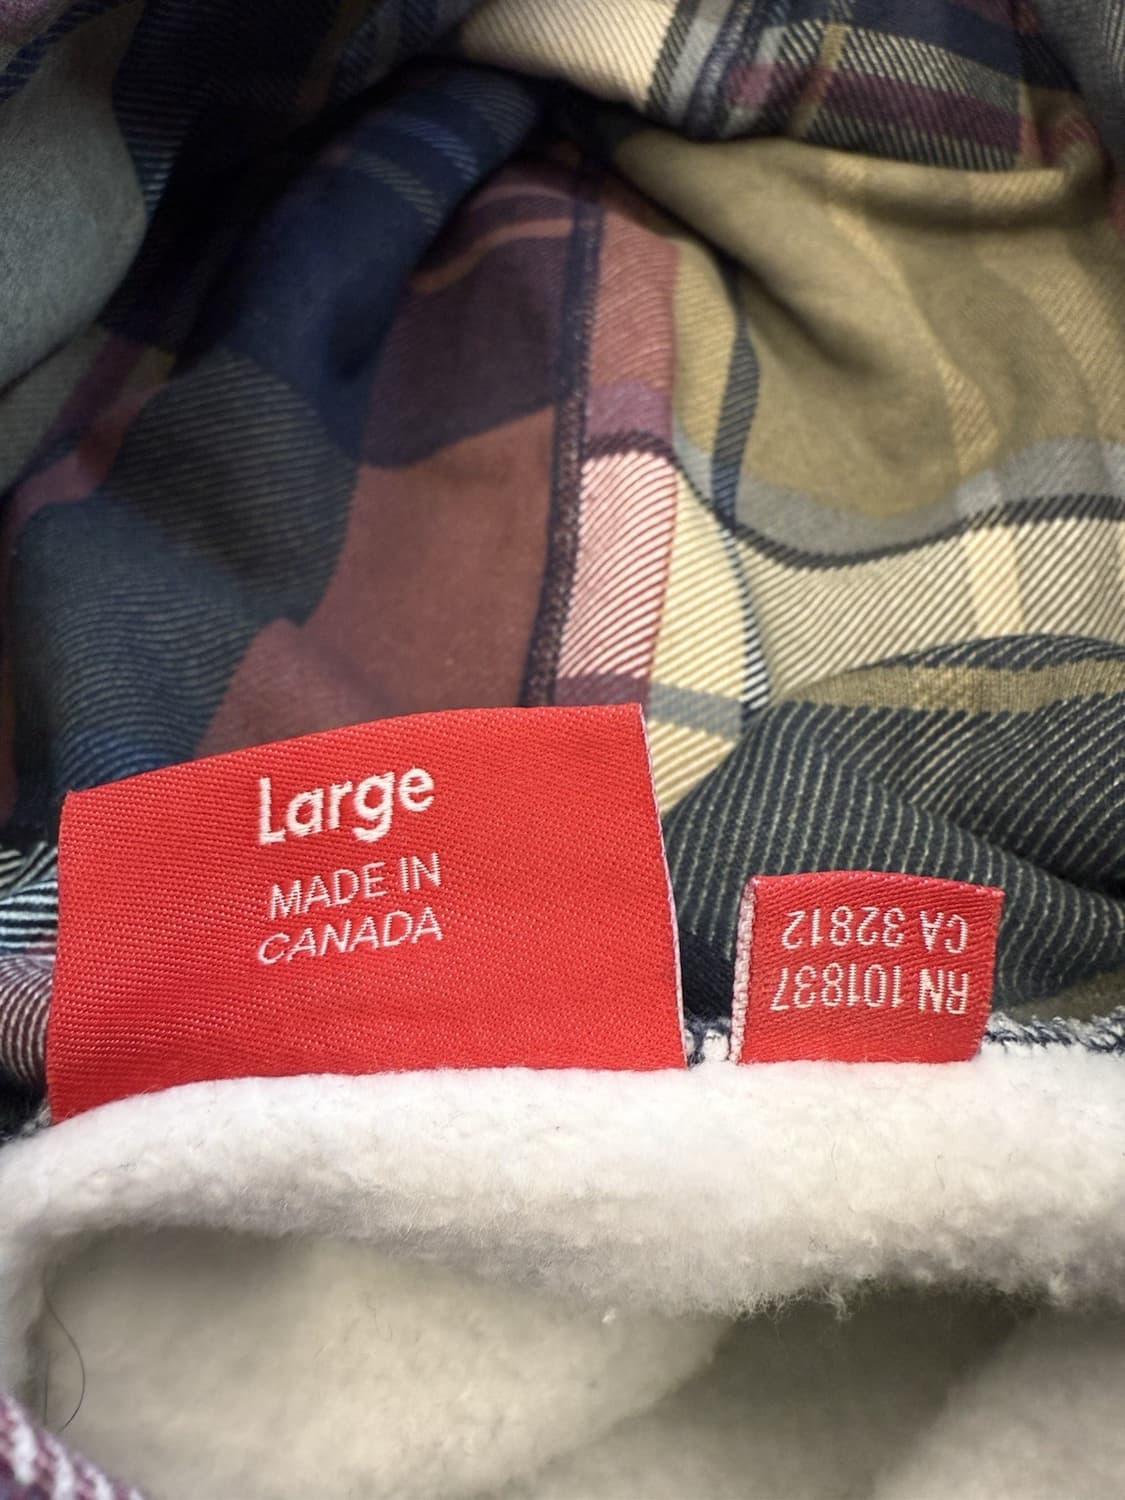 Large
MADE IN
CANADA
RN 101837
CA 32812